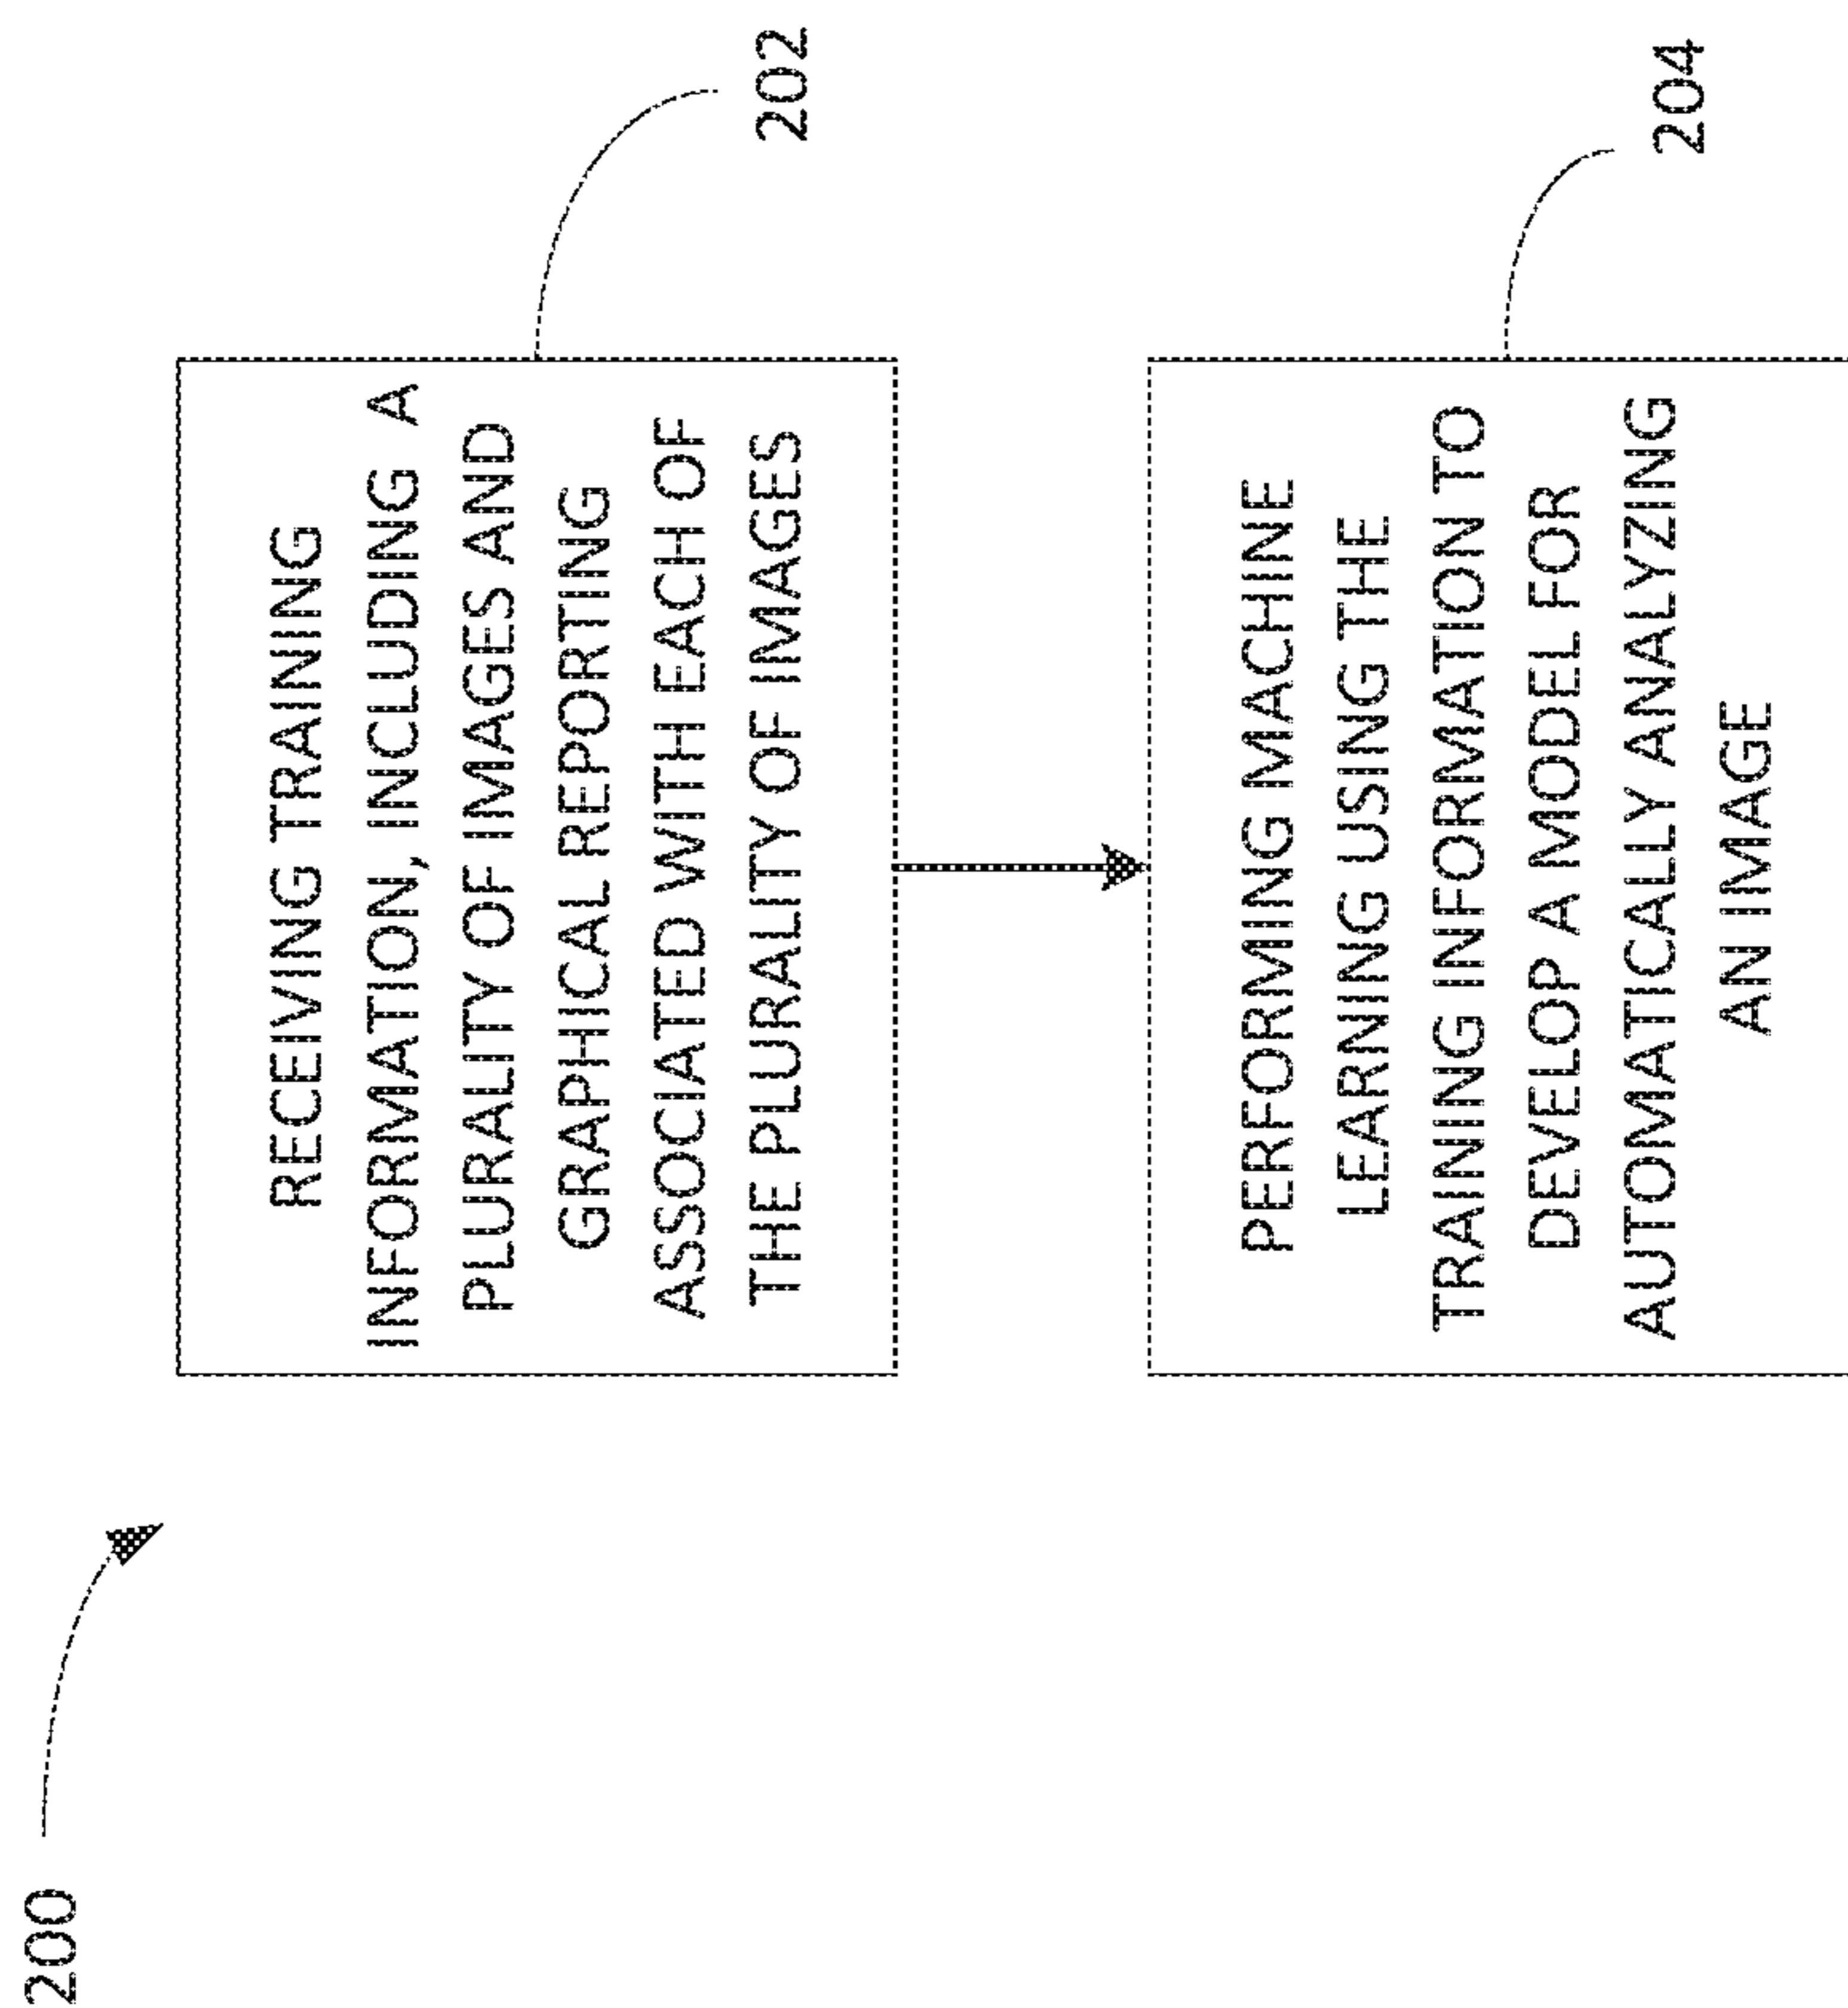 200
RECEIVING TRAINING
INFORMATION, INCLUDING A
PLURALITY OF IMAGES AND
GRAPHICAL REPORTING
ASSOCIATED WITH EACH OF
THE PLURALITY OF IMAGES
202
PERFORMING MACHINE
LEARNING USING THE
TRAINING INFORMATION TO
DEVELOP A MODEL FOR
AUTOMATICALLY ANALYZING
AN IMAGE
204